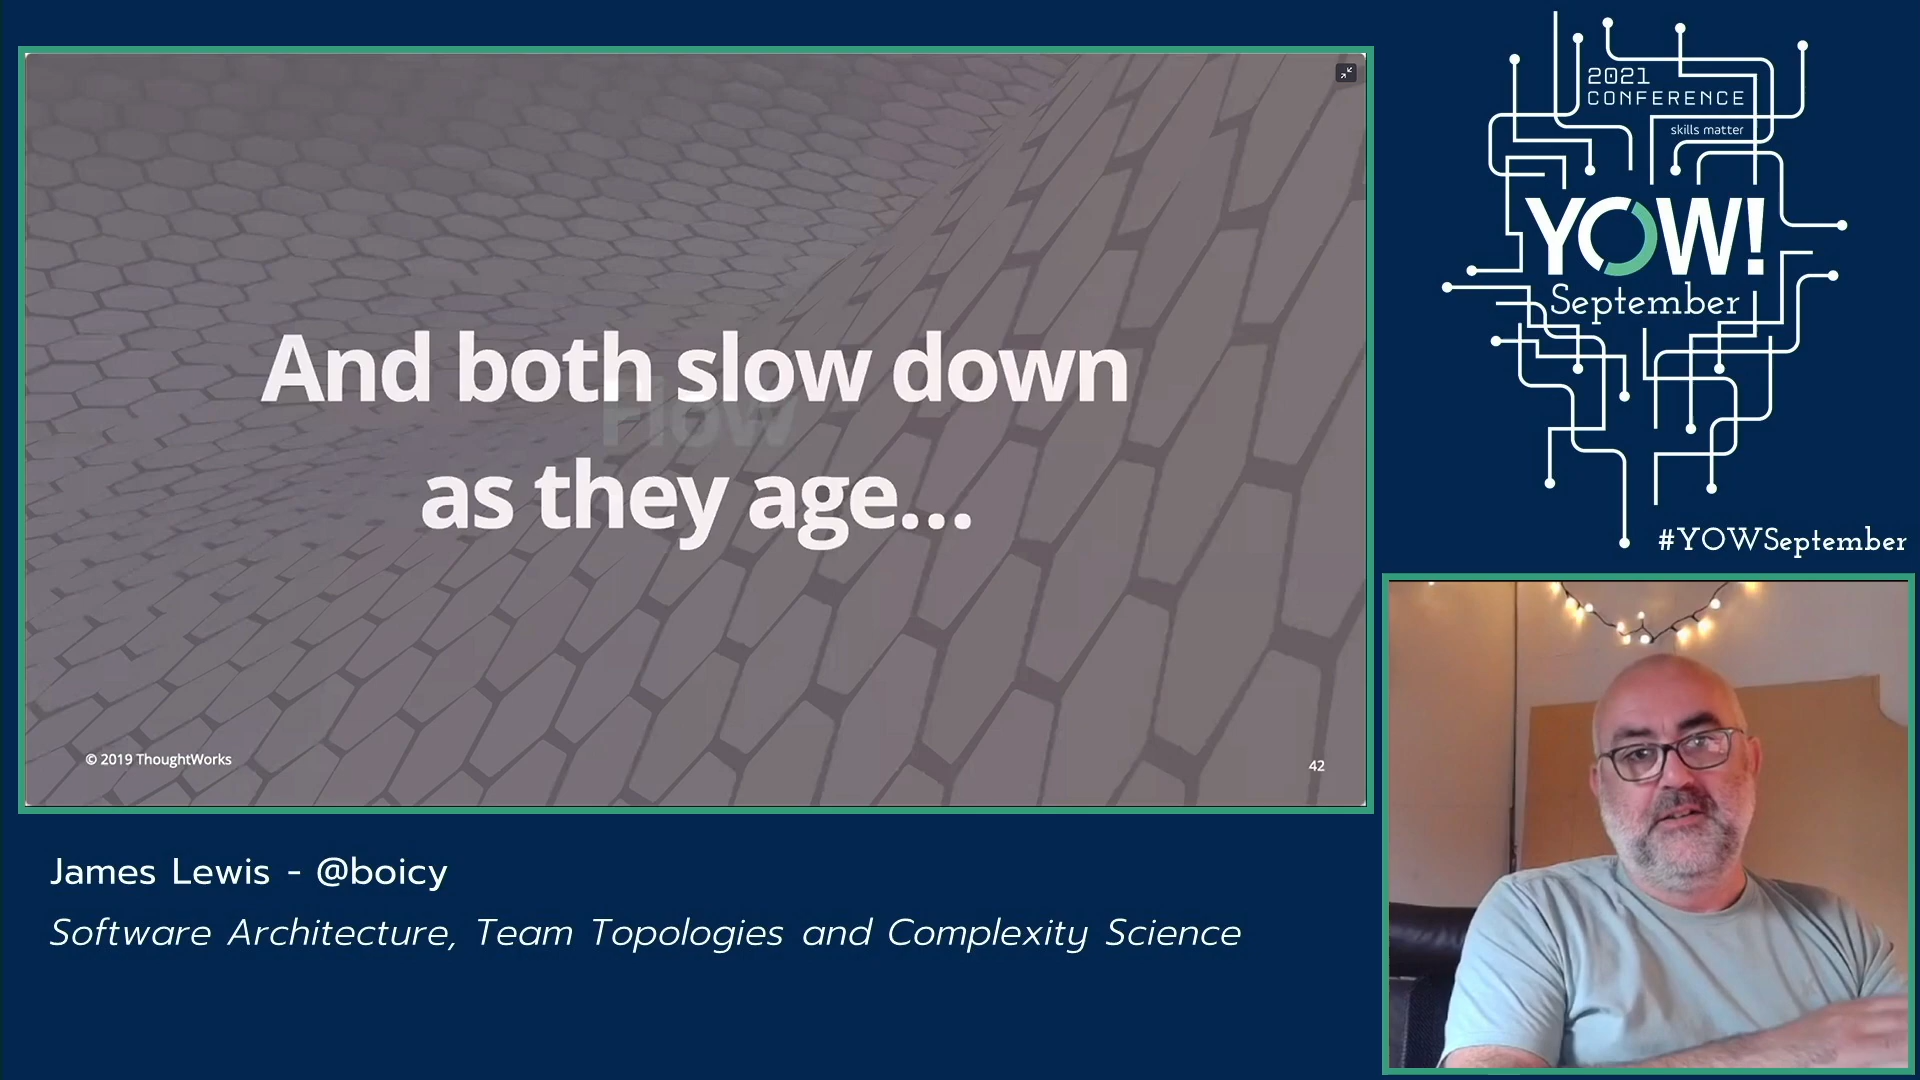 And both slow down
Flow
as they age...
© 2019 ThoughtWorks
42
2021
CONFERENCE
skills matter
YOW!
September
#YOWSeptember
James Lewis - @boicy
Software Architecture, Team Topologies and Complexity Science